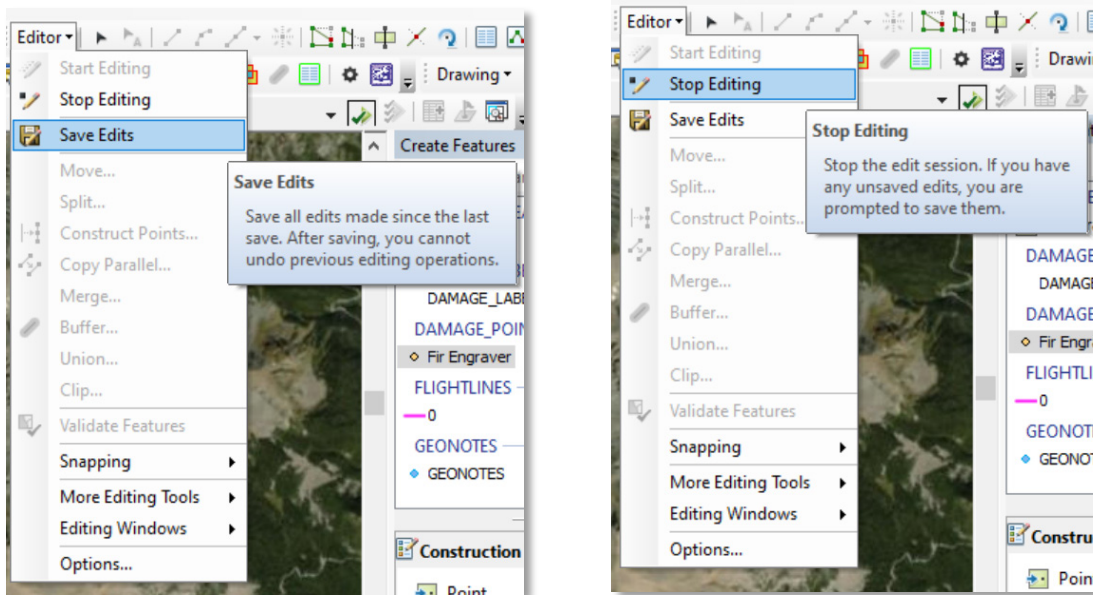 Editor
Drawing
Start Editing
Stop Editing
Save Edits
Move...
Split...
Construct Points...
Copy Parallel...
Merge...
Buffer...
Union...
Clip...
Validate Features
Snapping
More Editing Tools
Editing Windows
Options...
Save Edits
Save all edits made since the last
save. After saving, you cannot
undo previous editing operations.
Create Features
DAMAGE_LAB
DAMAGE_POIN
Fir Engraver
FLIGHTLINES
0
GEONOTES
GEONOTES
Construction
Point
Editor
Drawi
Start Editing
Stop Editing
Save Edits
Move...
Split...
Construct Points...
Copy Parallel...
Merge...
Buffer...
Union...
Clip...
Validate Features
Snapping
More Editing Tools
Editing Windows
Options...
Stop Editing
Stop the edit session. If you have
any unsaved edits, you are
prompted to save them.
DAMAGE
DAMAG
DAMAGE
Fir Engr
FLIGHTLI
0
GEONOT
GEONO
Constru
Poin